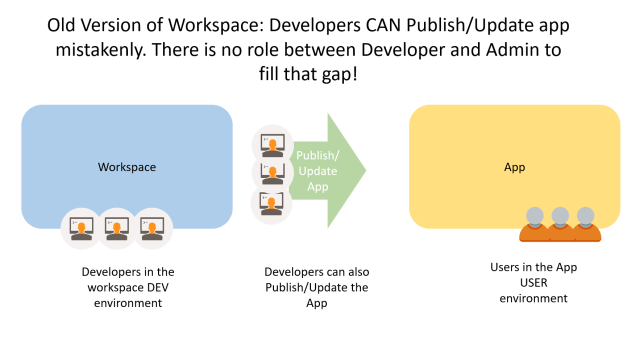 Old Version of Workspace: Developers CAN Publish/Update app
mistakenly. There is no role between Developer and Admin to
fill that gap!
Workspace
Publish/
Update
App
App
Developers in the
workspace DEV
environment
Developers can also
Publish/Update the
App
Users in the App
USER
environment